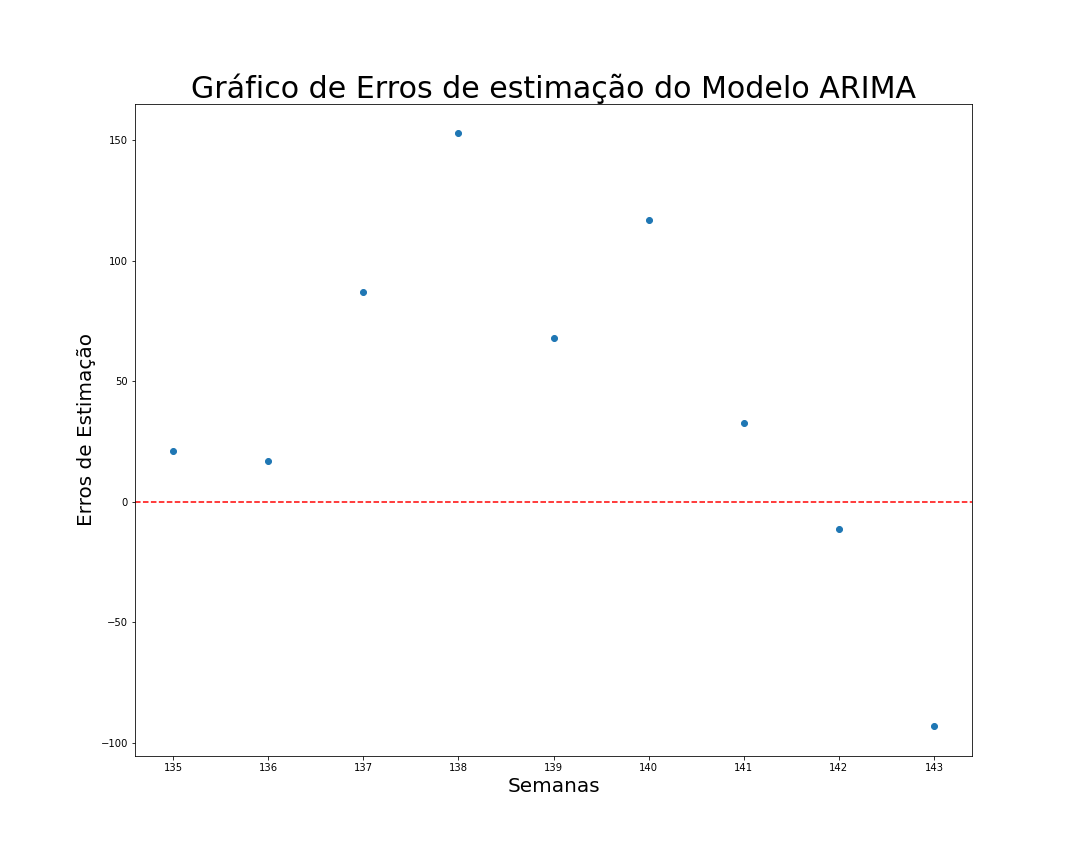 Gráfico de Erros de estimação do Modelo ARIMA
Erros de Estimação
150
100
50
0
−50
−100
135 136 137 138 139 140 141 142 143
Semanas